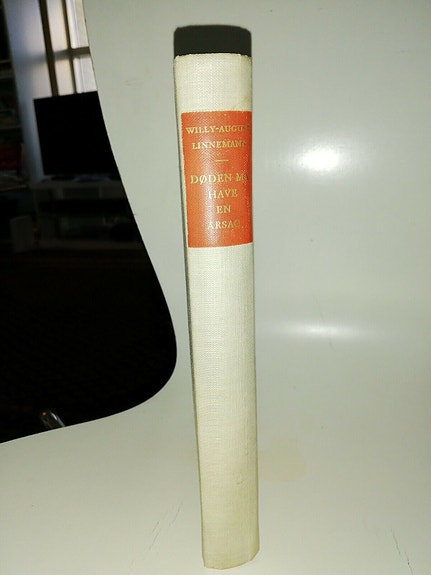 WILLY-AUGUST
LINNEMANN
DØDEN MÅ
HAVE
EN
ÅRSAG